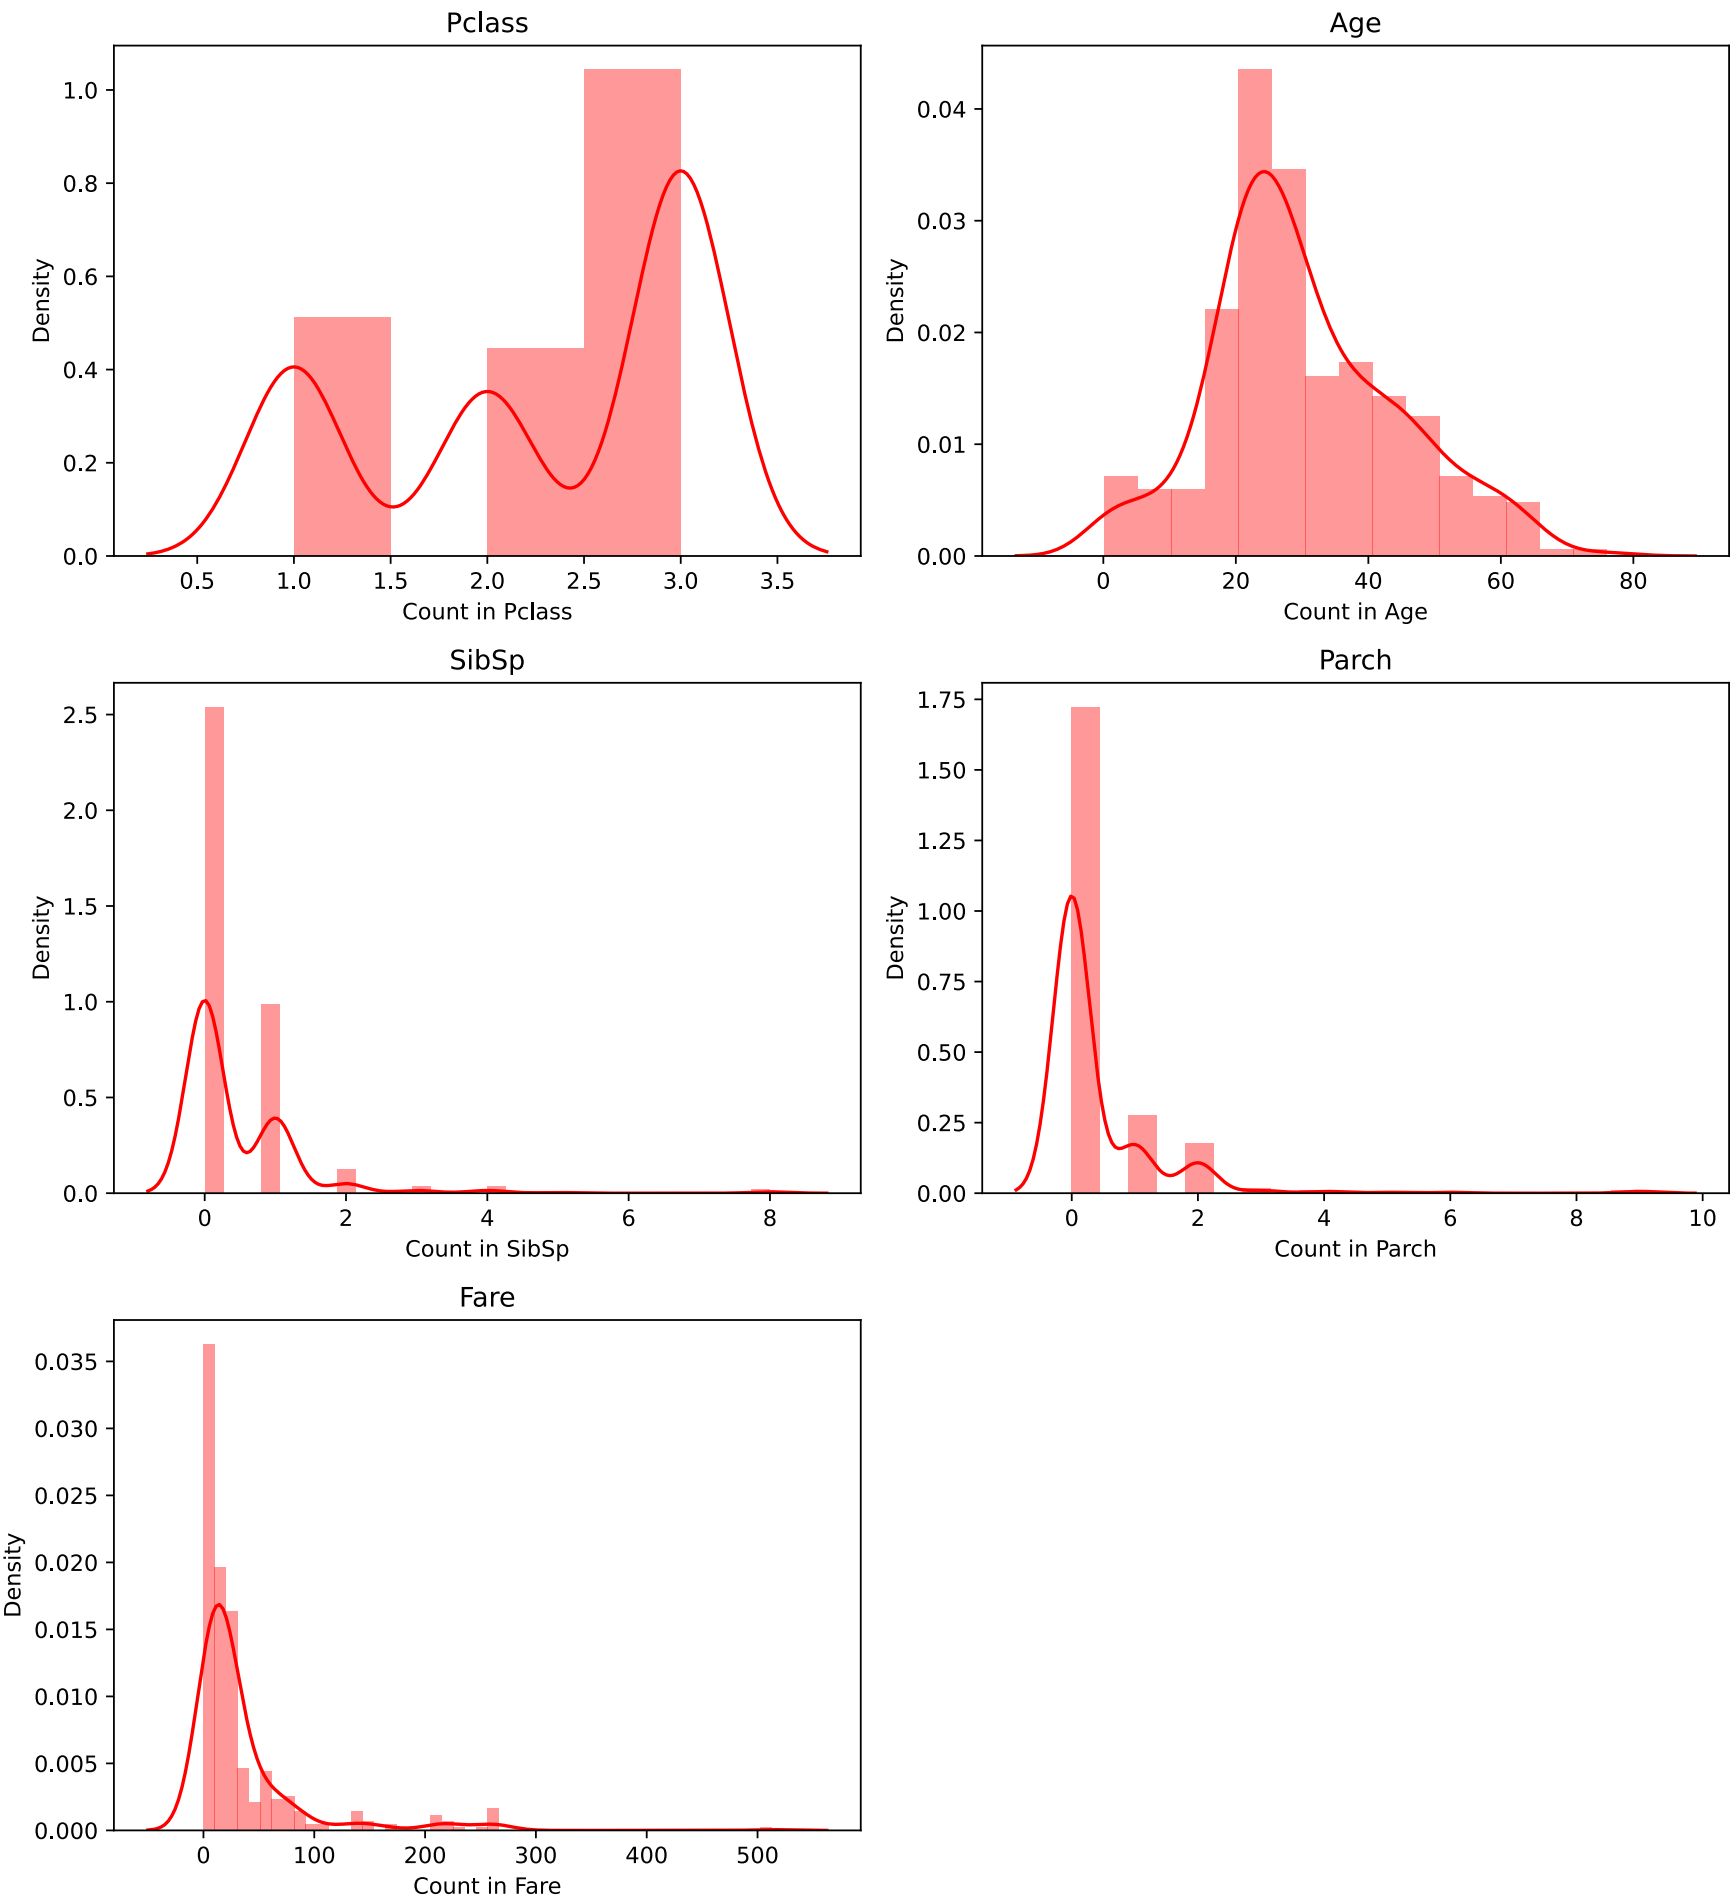 Pclass
Density
1.0
0.8
0.6
0.4
0.2
0.0
0.5 1.0 1.5 2.0 2.5 3.0 3.5
Count in Pclass
Age
Density
0.04
0.03
0.02
0.01
0.00
0 20 40 60 80
Count in Age
SibSp
Density
2.5
2.0
1.5
1.0
0.5
0.0
0 2 4 6 8
Count in SibSp
Parch
Density
1.75
1.50
1.25
1.00
0.75
0.50
0.25
0.00
0 2 4 6 8 10
Count in Parch
Fare
Density
0.035
0.030
0.025
0.020
0.015
0.010
0.005
0.000
0 100 200 300 400 500
Count in Fare